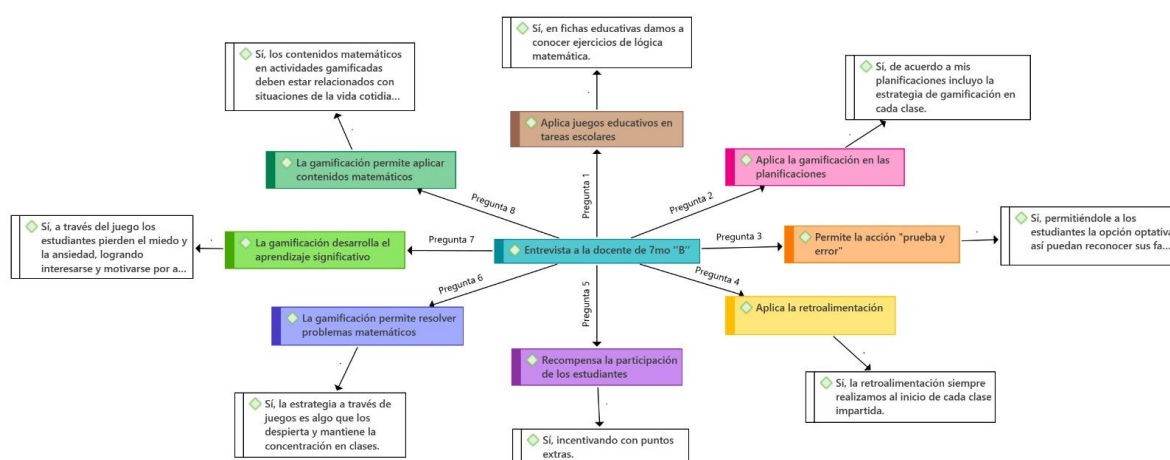 Sí, en fichas educativas damos a
conocer ejercicios de lógica
matemática.
Sí, los contenidos matemáticos
en actividades gamificadas
deben estar relacionados con
situaciones de la vida cotidia...
Sí, de acuerdo a mis
planificaciones incluyo la
estrategia de gamificación en
cada clase.
Aplica juegos educativos en
tareas escolares
La gamificación permite aplicar
contenidos matemáticos
Aplica la gamificación en las
planificaciones
Pregunta 1
Pregunta 2
Pregunta 8
Sí, a través del juego los
estudiantes pierden el miedo y
la ansiedad, logrando
interesarse y motivarse por a...
La gamificación desarrolla el
aprendizaje significativo
Pregunta 7
Entrevista a la docente de 7mo "B"
Pregunta 3
Permite la acción "prueba y
error"
Sí, permitiéndole a los
estudiantes la opción optativa
así puedan reconocer sus fa...
Pregunta 6
Pregunta 5
Pregunta 4
La gamificación permite resolver
problemas matemáticos
Aplica la retroalimentación
Recompensa la participación
de los estudiantes
Sí, la estrategia a través de
juegos es algo que los
despierta y mantiene la
concentración en clases.
Sí, la retroalimentación siempre
realizamos al inicio de cada clase
impartida.
Sí, incentivando con puntos
extras.